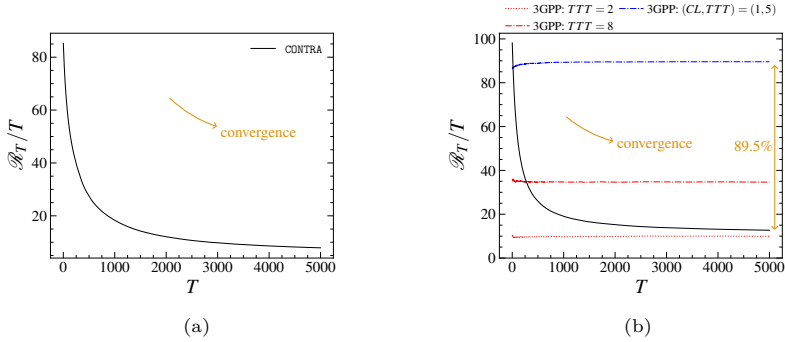 3GPP: TTT = 2
3GPP: (CL, TTT) = (1, 5)
3GPP: TTT = 8
CONTRA
convergence
80
60
40
20
0 1000 2000 3000 4000 5000
ℛ_T/T
T
(a)
convergence
89.5%
100
80
60
40
20
0
0 1000 2000 3000 4000 5000
ℛ_T/T
T
(b)